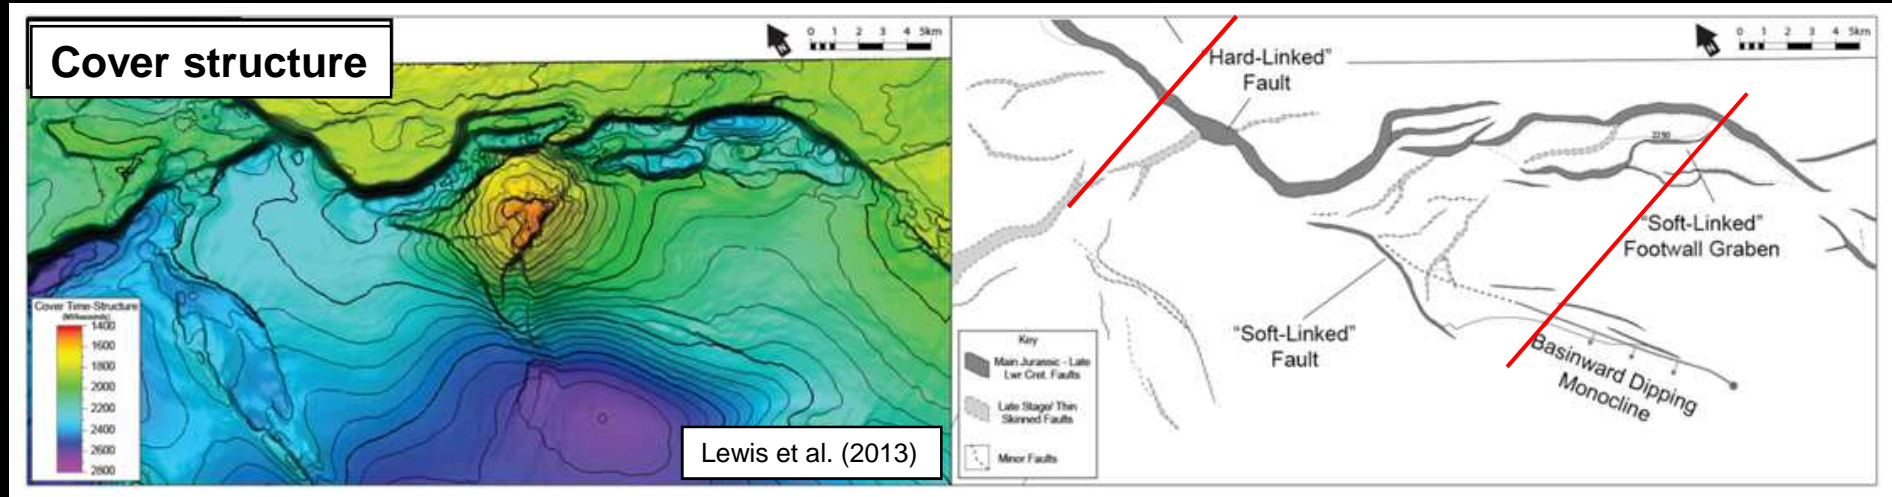 Cover structure
N
0 1 2 3 4 5km
Cover Time-Structure
1400
1600
1800
2000
2200
2400
2600
2800
Lewis et al. (2013)
N
0 1 2 3 4 5km
"Hard-Linked"
Fault
2250
"Soft-Linked"
Footwall Graben
"Soft-Linked"
Fault
Basinward Dipping
Monocline
Key
Main Jurassic - Late
Lwr Cret. Faults
Late Stage/ Thin
Skinned Faults
Minor Faults